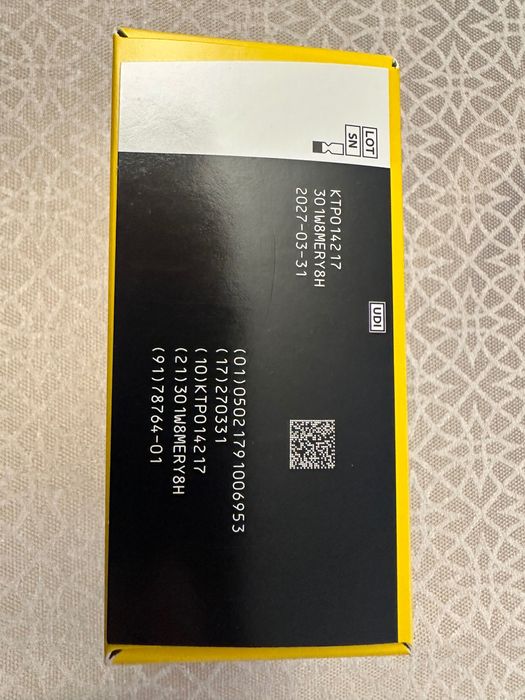 LOT
SN
KTP014217
301W8MERY8H
2027-03-31
UDI
(01)05021791006953
(17)270331
(10)KTP014217
(21)301W8MERY8H
(91)78764-01